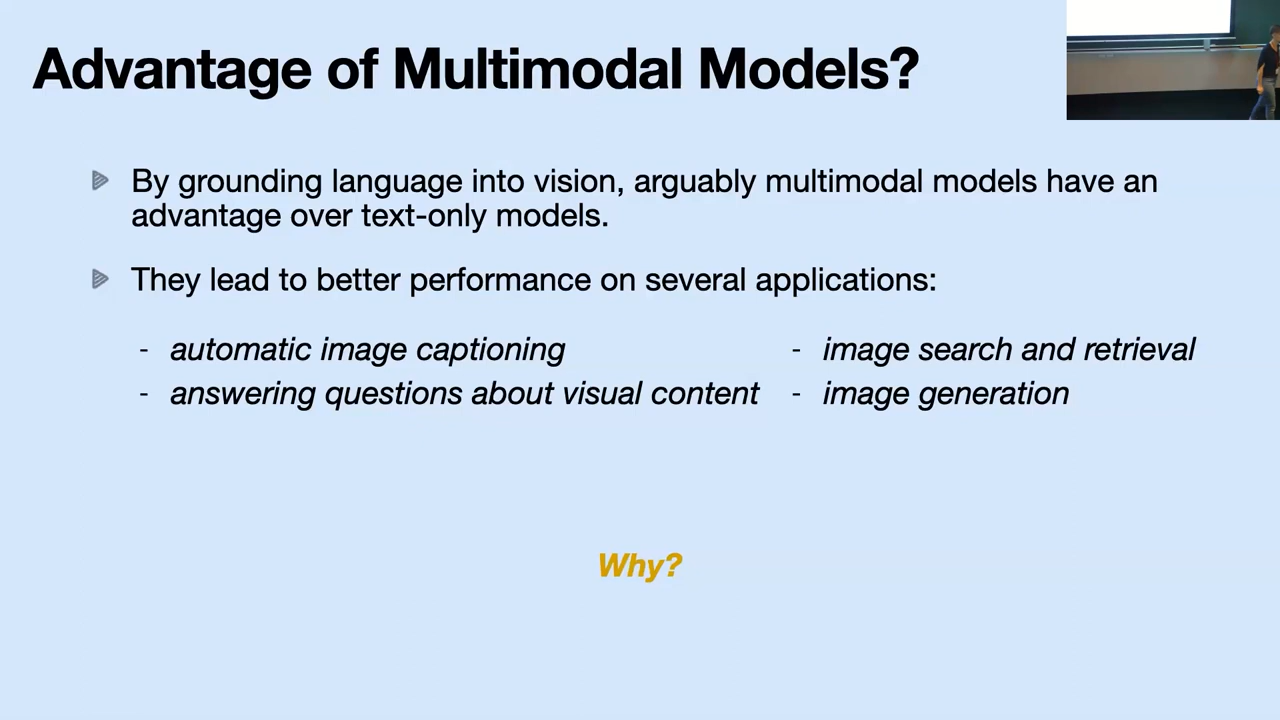 Advantage of Multimodal Models?
By grounding language into vision, arguably multimodal models have an
advantage over text-only models.
They lead to better performance on several applications:
- automatic image captioning
- answering questions about visual content
- image search and retrieval
- image generation
Why?